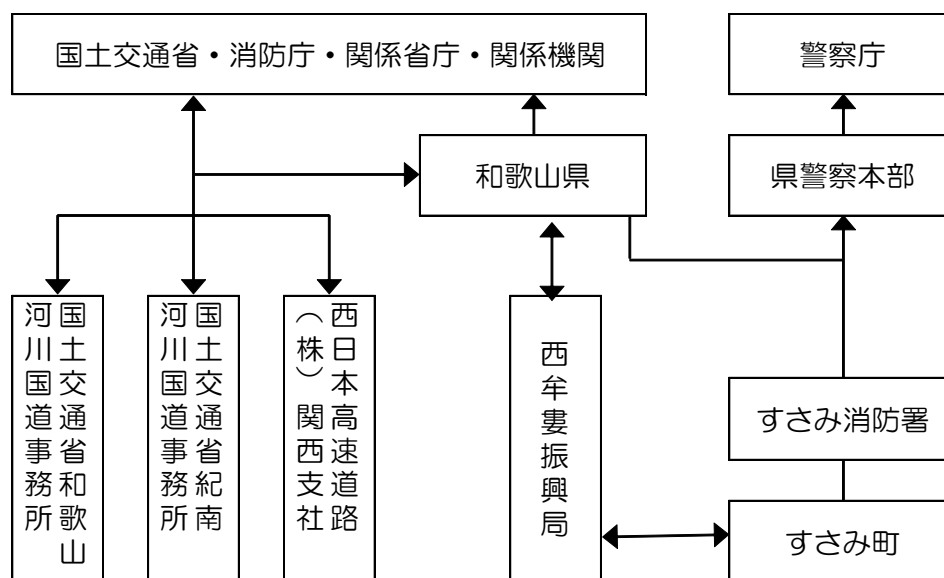 国土交通省・消防庁・関係省庁・関係機関
警察庁
和歌山県
県警察本部
国土交通省和歌山
河川国道事務所
国土交通省紀南
河川国道事務所
西日本高速道路
（株）関西支社
西牟婁振興局
すさみ消防署
すさみ町